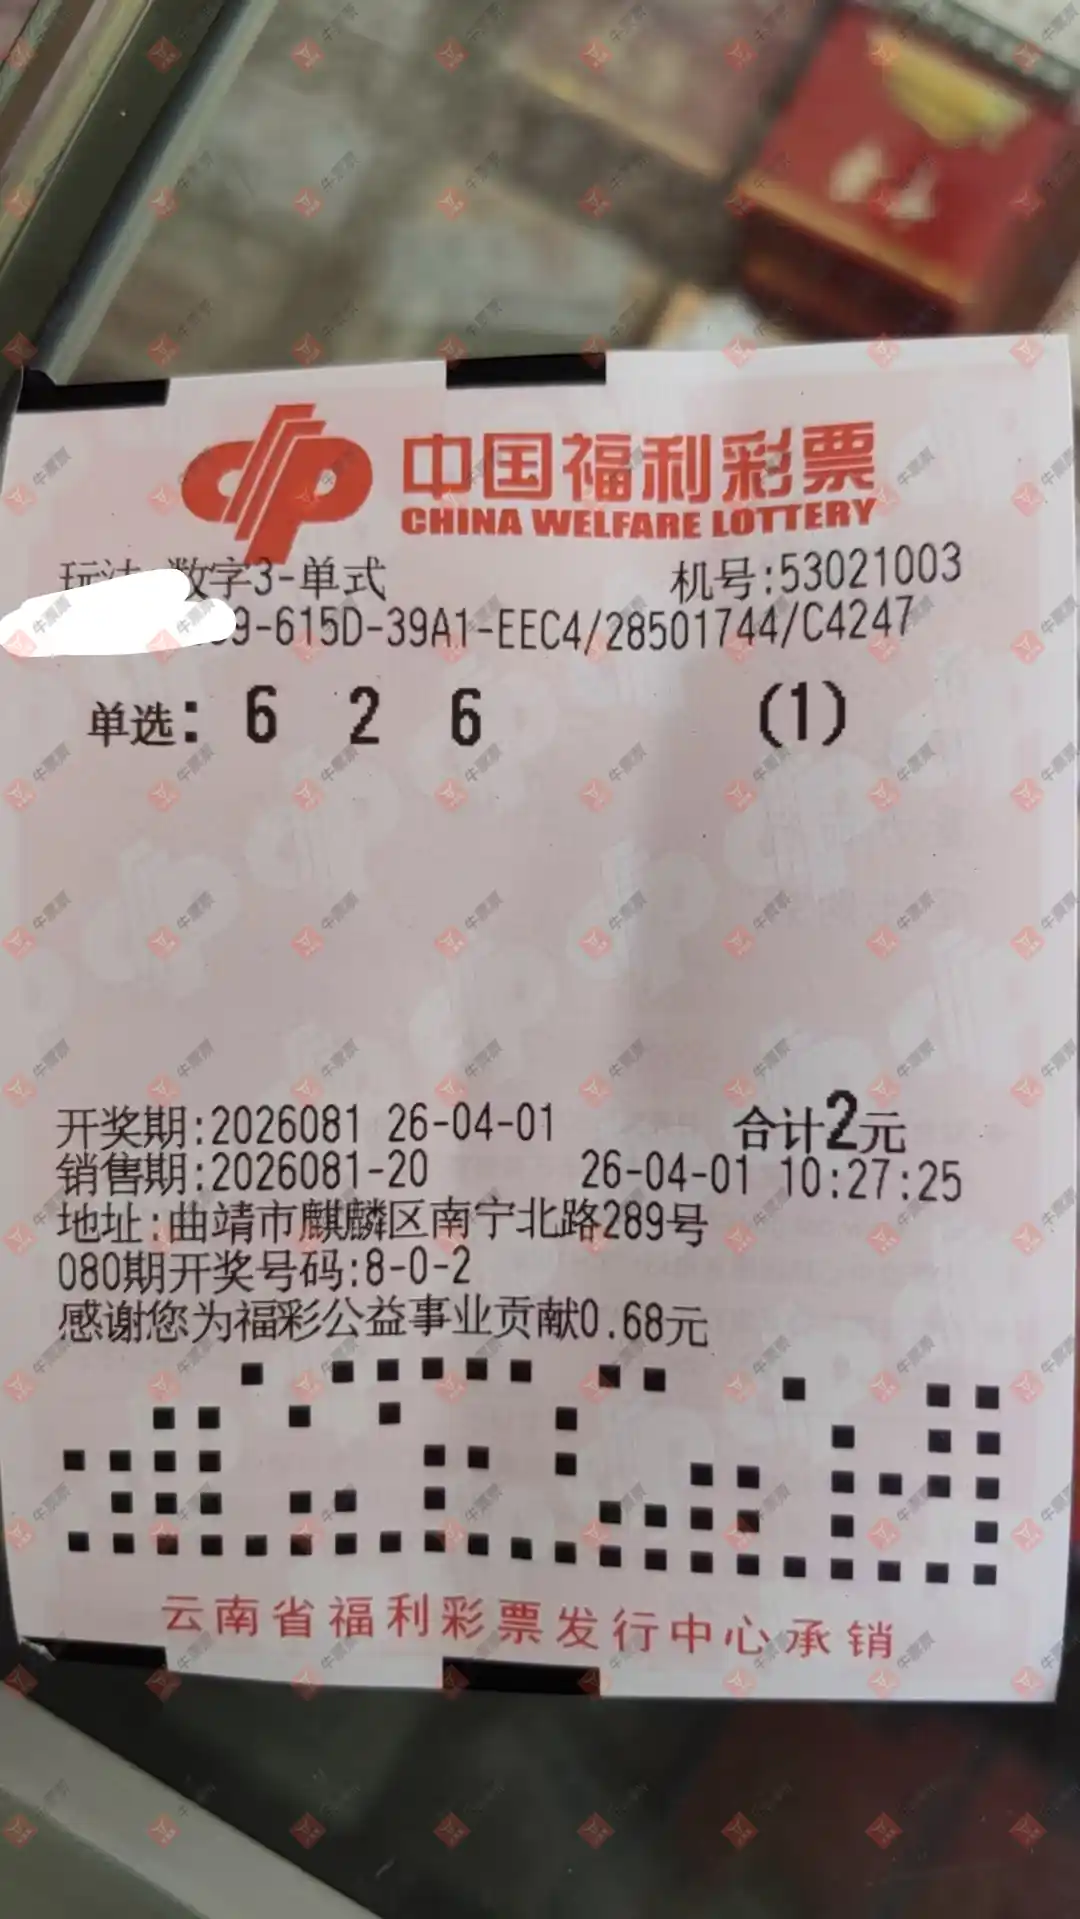 中国福利彩票
CHINA WELFARE LOTTERY
玩法 数字3-单式 机号:53021003
9-615D-39A1-EEC4/28501744/C4247
单选: 6 2 6 (1)
开奖期:2026081 26-04-01 合计2元
销售期:2026081-20 26-04-01 10:27:25
地址:曲靖市麒麟区南宁北路289号
080期开奖号码:8-0-2
感谢您为福彩公益事业贡献0.68元
云南省福利彩票发行中心承销
牛票票